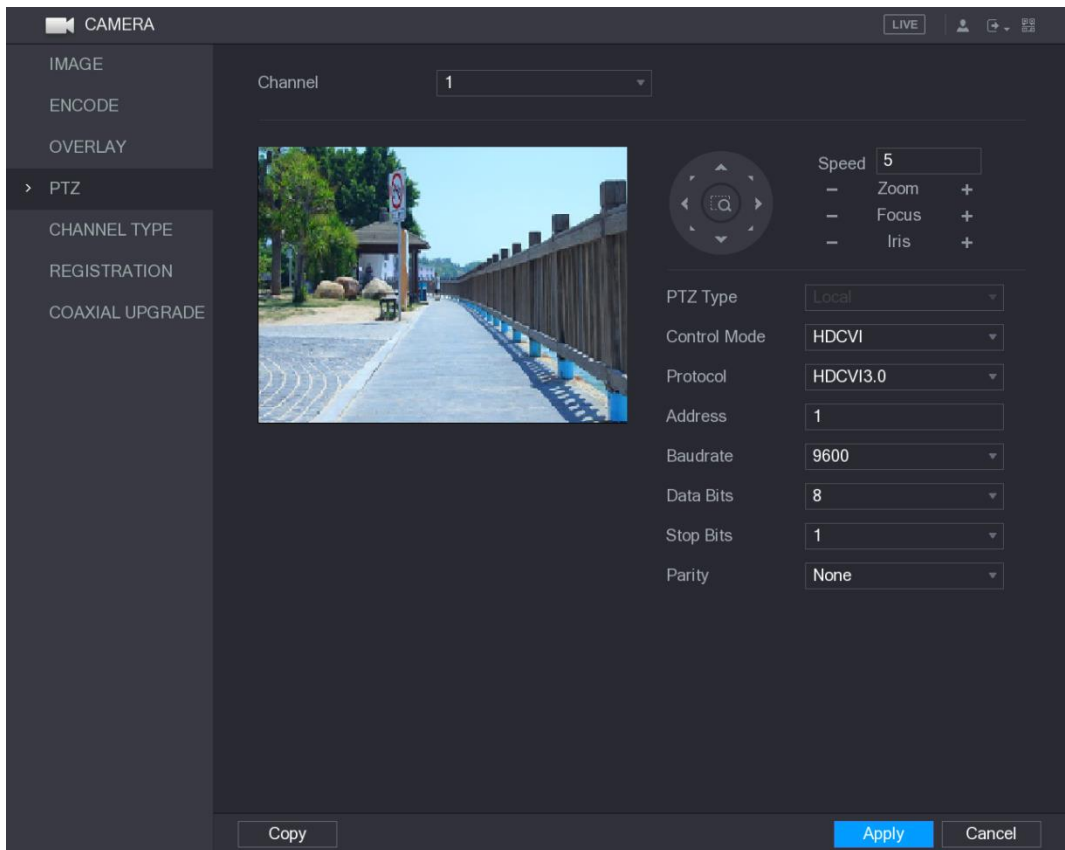 CAMERA
LIVE
IMAGE
ENCODE
OVERLAY
PTZ
CHANNEL TYPE
REGISTRATION
COAXIAL UPGRADE
Channel 1
Speed 5
Zoom
Focus
Iris
PTZ Type Local
Control Mode HDCVI
Protocol HDCVI3.0
Address 1
Baudrate 9600
Data Bits 8
Stop Bits 1
Parity None
Copy Apply Cancel